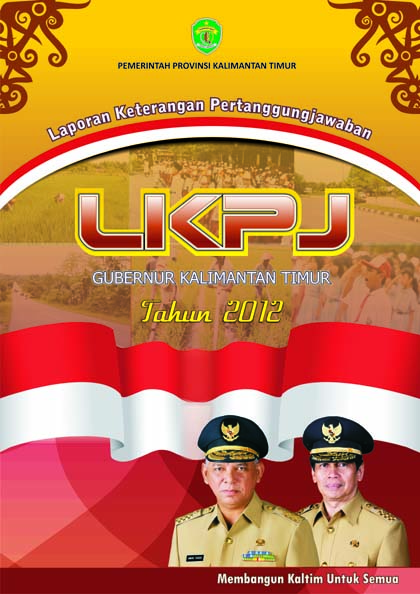 PEMERINTAH PROVINSI KALIMANTAN TIMUR
Laporan Keterangan Pertanggungjawaban
LKPJ
GUBERNUR KALIMANTAN TIMUR
Tahun 2012
Membangun Kaltim Untuk Semua